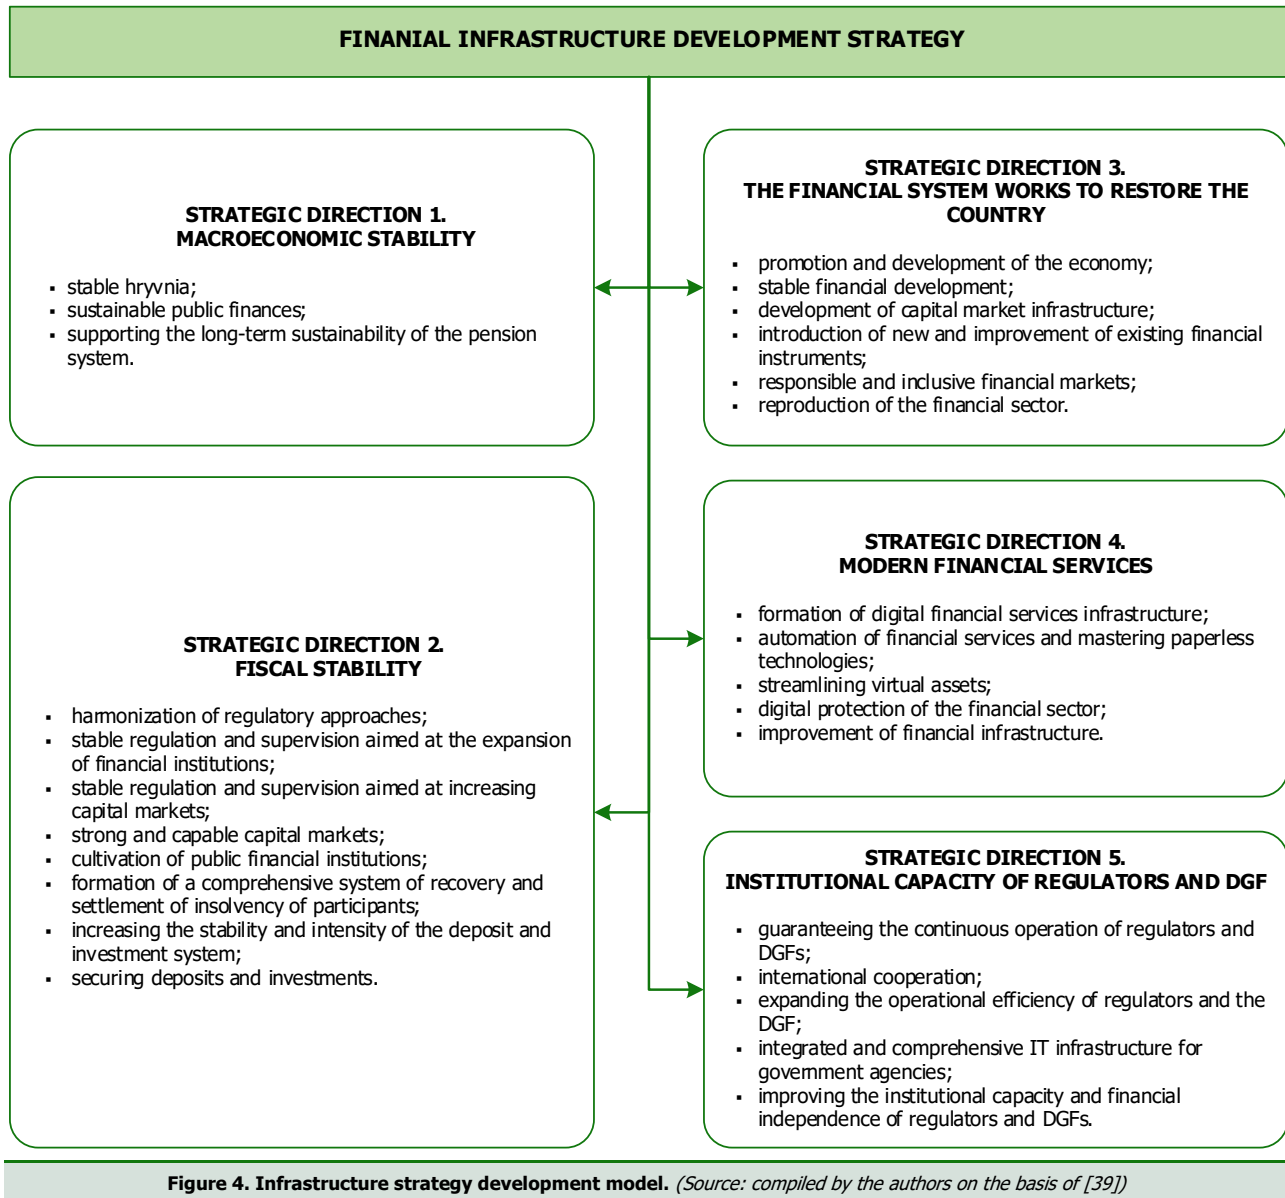 FINANIAL INFRASTRUCTURE DEVELOPMENT STRATEGY
STRATEGIC DIRECTION 1.
MACROECONOMIC STABILITY
▪ stable hryvnia;
▪ sustainable public finances;
▪ supporting the long-term sustainability of the pension
system.
STRATEGIC DIRECTION 2.
FISCAL STABILITY
▪ harmonization of regulatory approaches;
▪ stable regulation and supervision aimed at the expansion
of financial institutions;
▪ stable regulation and supervision aimed at increasing
capital markets;
▪ strong and capable capital markets;
▪ cultivation of public financial institutions;
▪ formation of a comprehensive system of recovery and
settlement of insolvency of participants;
▪ increasing the stability and intensity of the deposit and
investment system;
▪ securing deposits and investments.
STRATEGIC DIRECTION 3.
THE FINANCIAL SYSTEM WORKS TO RESTORE THE
COUNTRY
▪ promotion and development of the economy;
▪ stable financial development;
▪ development of capital market infrastructure;
▪ introduction of new and improvement of existing financial
instruments;
▪ responsible and inclusive financial markets;
▪ reproduction of the financial sector.
STRATEGIC DIRECTION 4.
MODERN FINANCIAL SERVICES
▪ formation of digital financial services infrastructure;
▪ automation of financial services and mastering paperless
technologies;
▪ streamlining virtual assets;
▪ digital protection of the financial sector;
▪ improvement of financial infrastructure.
STRATEGIC DIRECTION 5.
INSTITUTIONAL CAPACITY OF REGULATORS AND DGF
▪ guaranteeing the continuous operation of regulators and
DGFs;
▪ international cooperation;
▪ expanding the operational efficiency of regulators and the
DGF;
▪ integrated and comprehensive IT infrastructure for
government agencies;
▪ improving the institutional capacity and financial
independence of regulators and DGFs.
Figure 4. Infrastructure strategy development model. (Source: compiled by the authors on the basis of [39])